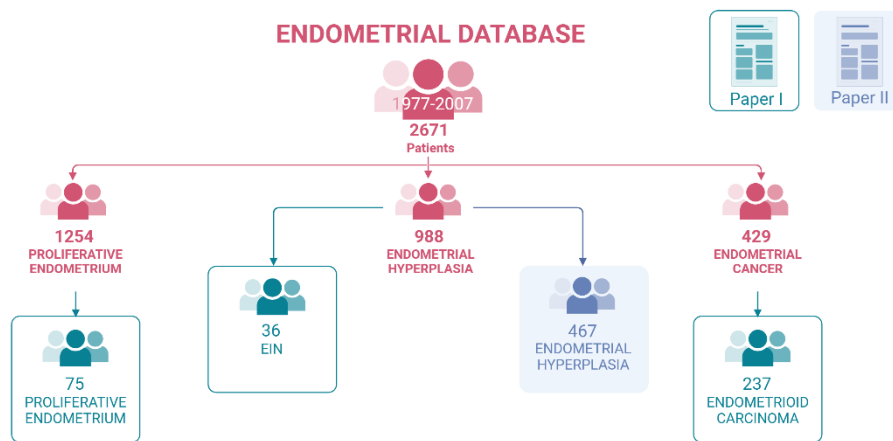 ENDOMETRIAL DATABASE
Paper I
Paper II
1977-2007
2671
Patients
1254
PROLIFERATIVE
ENDOMETRIUM
988
ENDOMETRIAL
HYPERPLASIA
429
ENDOMETRIAL
CANCER
75
PROLIFERATIVE
ENDOMETRIUM
36
EIN
467
ENDOMETRIAL
HYPERPLASIA
237
ENDOMETRIOID
CARCINOMA